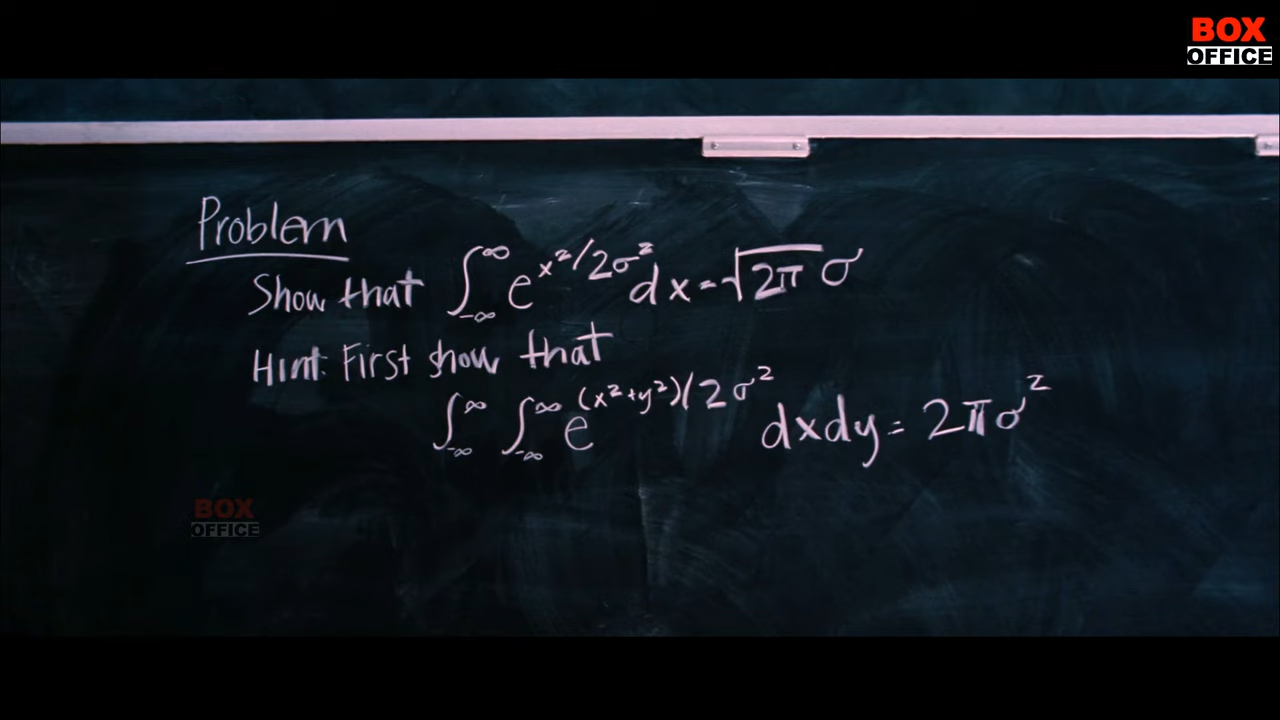 BOX
OFFICE
Problem
Show that ∫_{-∞}^{∞} e^{x²/2σ²} dx = √(2π) σ
Hint: First show that
∫_{-∞}^{∞} ∫_{-∞}^{∞} e^{(x²+y²)/2σ²} dxdy = 2πσ²
BOX
OFFICE